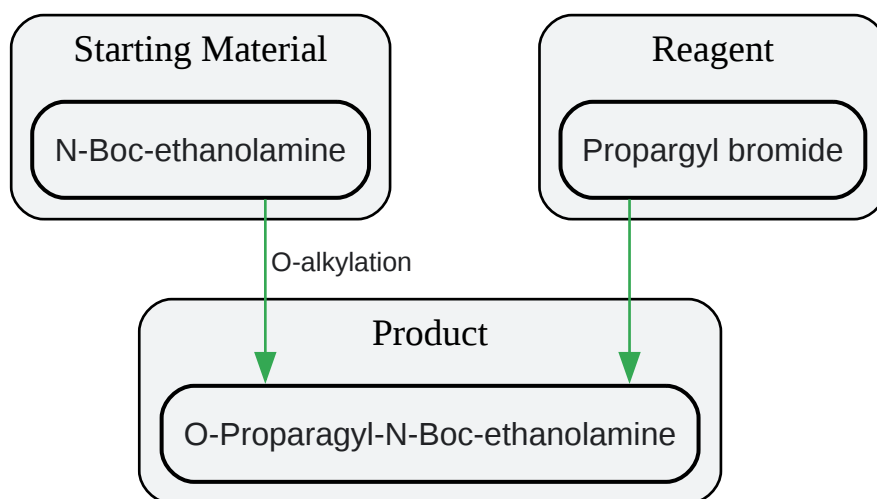 Starting Material
Reagent
N-Boc-ethanolamine
Propargyl bromide
O-alkylation
Product
O-Proparagyl-N-Boc-ethanolamine